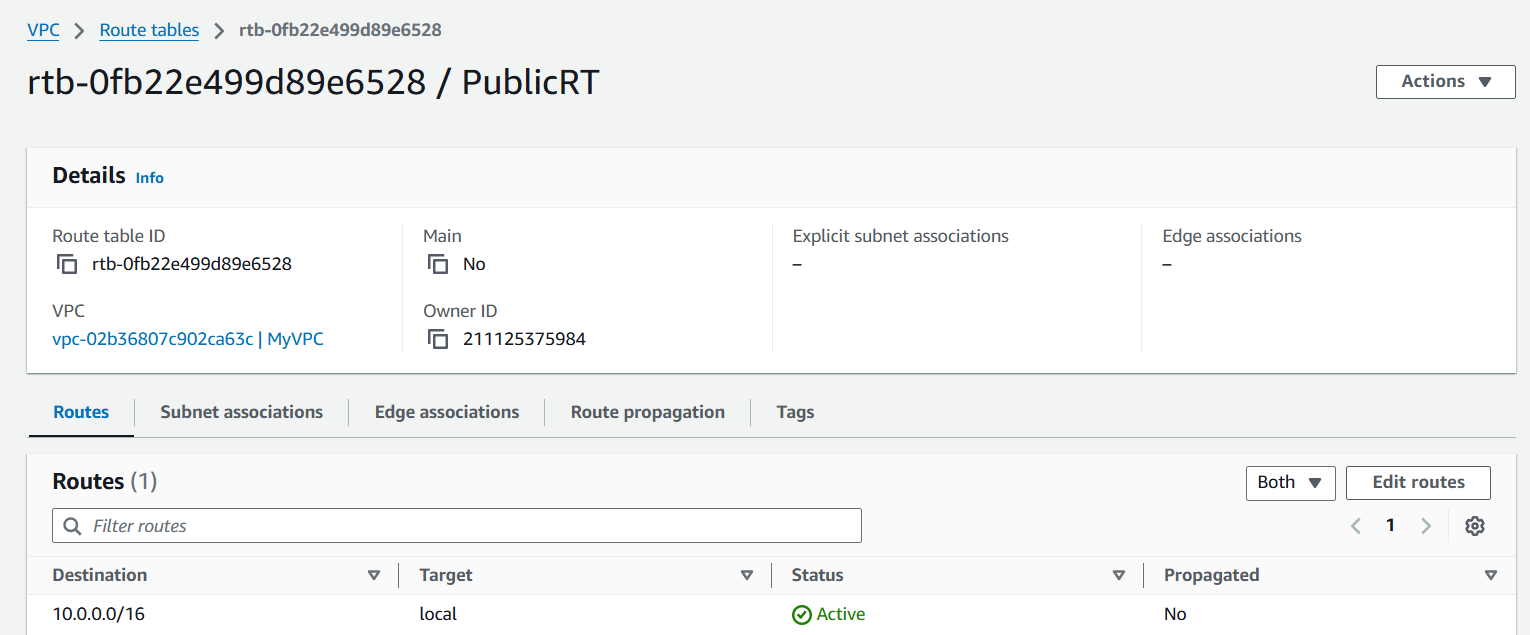 VPC > Route tables > rtb-0fb22e499d89e6528
rtb-0fb22e499d89e6528 / PublicRT
Actions
Details Info
Route table ID
rtb-0fb22e499d89e6528
Main
No
Explicit subnet associations
–
Edge associations
–
VPC
vpc-02b36807c902ca63c | MyVPC
Owner ID
211125375984
Routes Subnet associations Edge associations Route propagation Tags
Routes (1)
Both Edit routes
Filter routes
1
Destination Target Status Propagated
10.0.0.0/16 local Active No